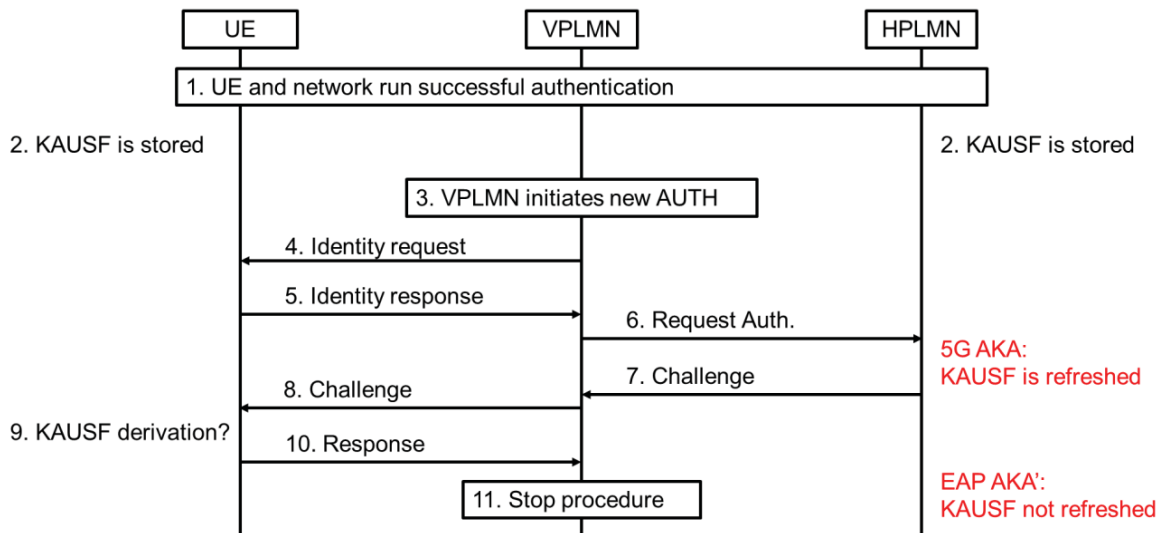 UE
VPLMN
HPLMN
1. UE and network run successful authentication
2. KAUSF is stored
2. KAUSF is stored
3. VPLMN initiates new AUTH
4. Identity request
5. Identity response
6. Request Auth.
5G AKA:
KAUSF is refreshed
7. Challenge
8. Challenge
9. KAUSF derivation?
10. Response
11. Stop procedure
EAP AKA':
KAUSF not refreshed